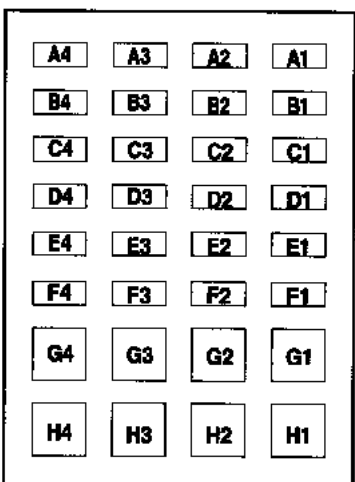 A4 A3 A2 A1
B4 B3 B2 B1
C4 C3 C2 C1
D4 D3 D2 D1
E4 E3 E2 E1
F4 F3 F2 F1
G4 G3 G2 G1
H4 H3 H2 H1